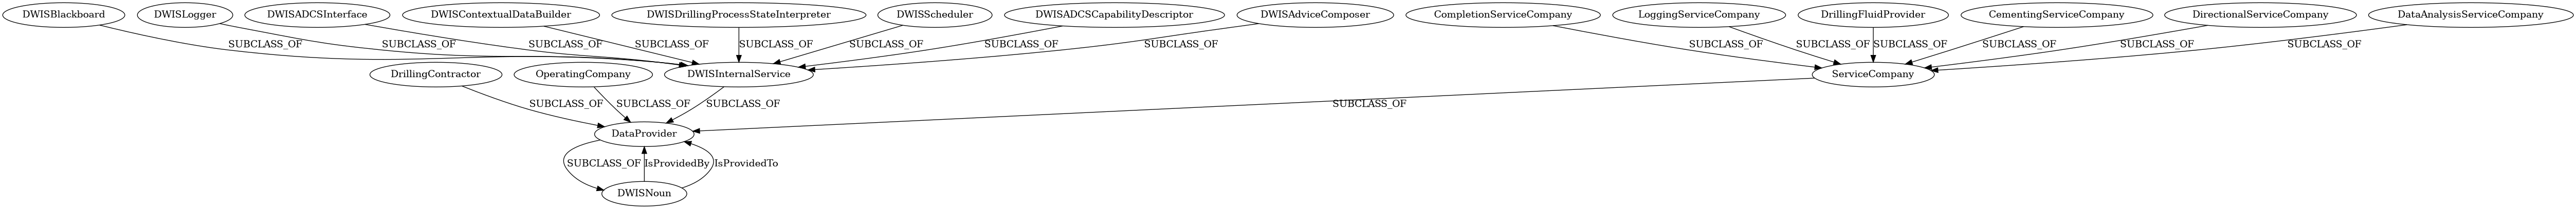 DWISBlackboard
DWISLogger
DWISADCSInterface
DWISContextualDataBuilder
DWISDrillingProcessStateInterpreter
DWISScheduler
DWISADCSCapabilityDescriptor
DWISAdviceComposer
CompletionServiceCompany
LoggingServiceCompany
DrillingFluidProvider
CementingServiceCompany
DirectionalServiceCompany
DataAnalysisServiceCompany
SUBCLASS_OF
SUBCLASS_OF
SUBCLASS_OF
SUBCLASS_OF
SUBCLASS_OF
SUBCLASS_OF
SUBCLASS_OF
SUBCLASS_OF
SUBCLASS_OF
SUBCLASS_OF
SUBCLASS_OF
SUBCLASS_OF
SUBCLASS_OF
SUBCLASS_OF
DrillingContractor
OperatingCompany
DWISInternalService
ServiceCompany
SUBCLASS_OF
SUBCLASS_OF
SUBCLASS_OF
SUBCLASS_OF
DataProvider
SUBCLASS_OF
IsProvidedBy
IsProvidedTo
DWISNoun